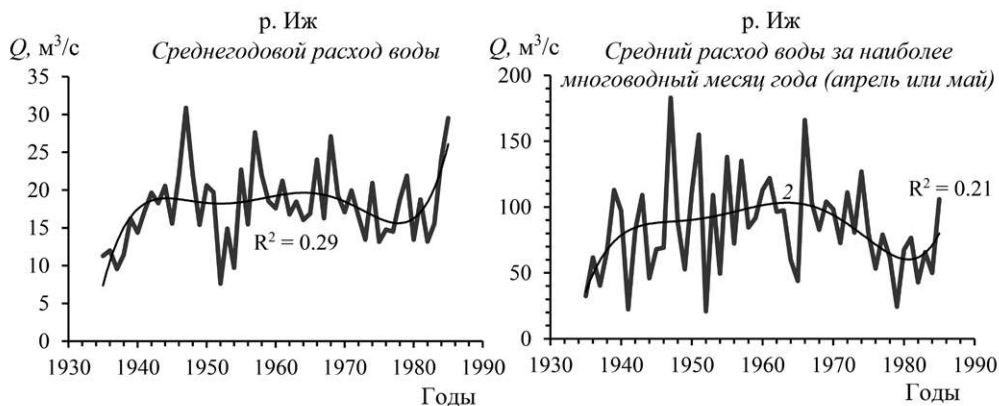 р. Иж
Q, м³/с
Среднегодовой расход воды
35
30
25
20
15
10
5
0
R² = 0.29
1930 1940 1950 1960 1970 1980 1990
Годы
р. Иж
Q, м³/с
Средний расход воды за наиболее
многоводный месяц года (апрель или май)
200
150
100
50
0
2
R² = 0.21
1930 1940 1950 1960 1970 1980 1990
Годы